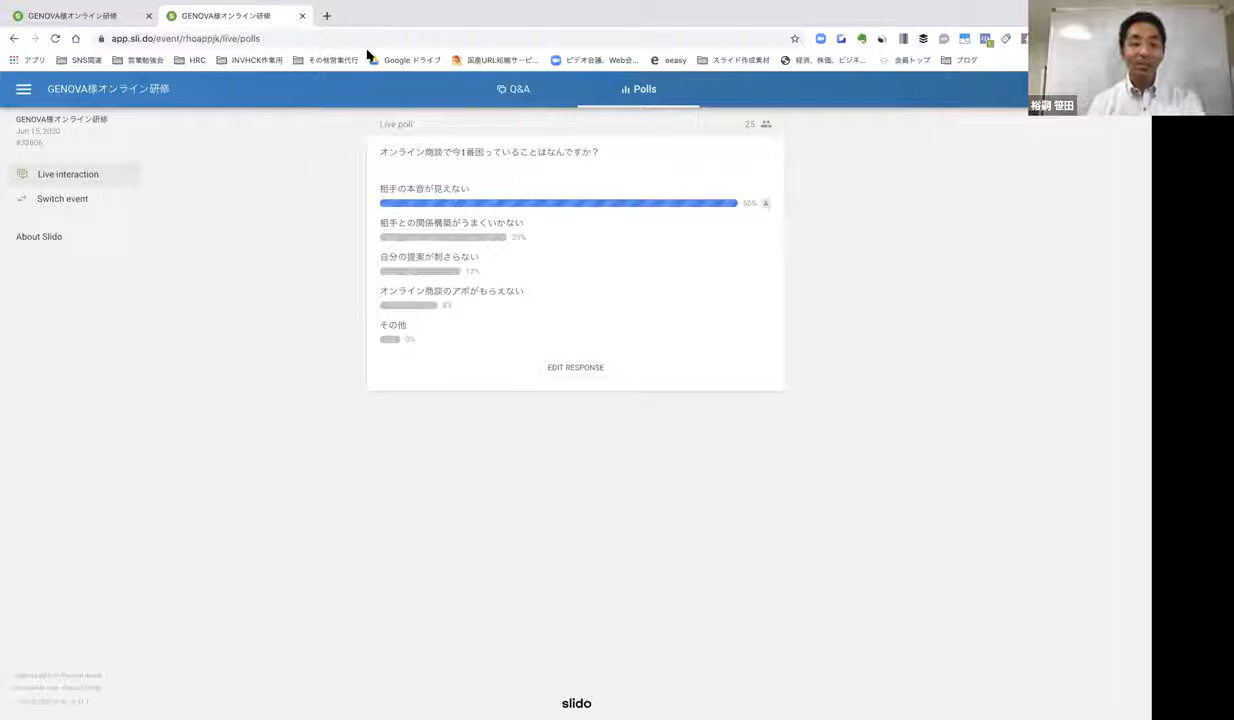 GENOVA様オンライン研修
GENOVA様オンライン研修
app.sli.do/event/rhoappjk/live/polls
アプリ SNS関連 営業勉強会 HRC INVHCK作業用 その他営業代行 Google ドライブ 国産URL短縮サービ... ビデオ会議、Web会... eeasy スライド作成素材 経済、株価、ビジネ... 会員トップ ブログ
GENOVA様オンライン研修
Q&A
Polls
裕嗣 笹田
GENOVA様オンライン研修
Jun 15, 2020
Live interaction
Switch event
About Slido
Live poll
25
オンライン商談で今1番困っていることはなんですか？
相手の本音が見えない
相手との関係構築がうまくいかない
自分の提案が刺さらない
12%
オンライン商談のアポがもらえない
8%
その他
0%
EDIT RESPONSE
slido